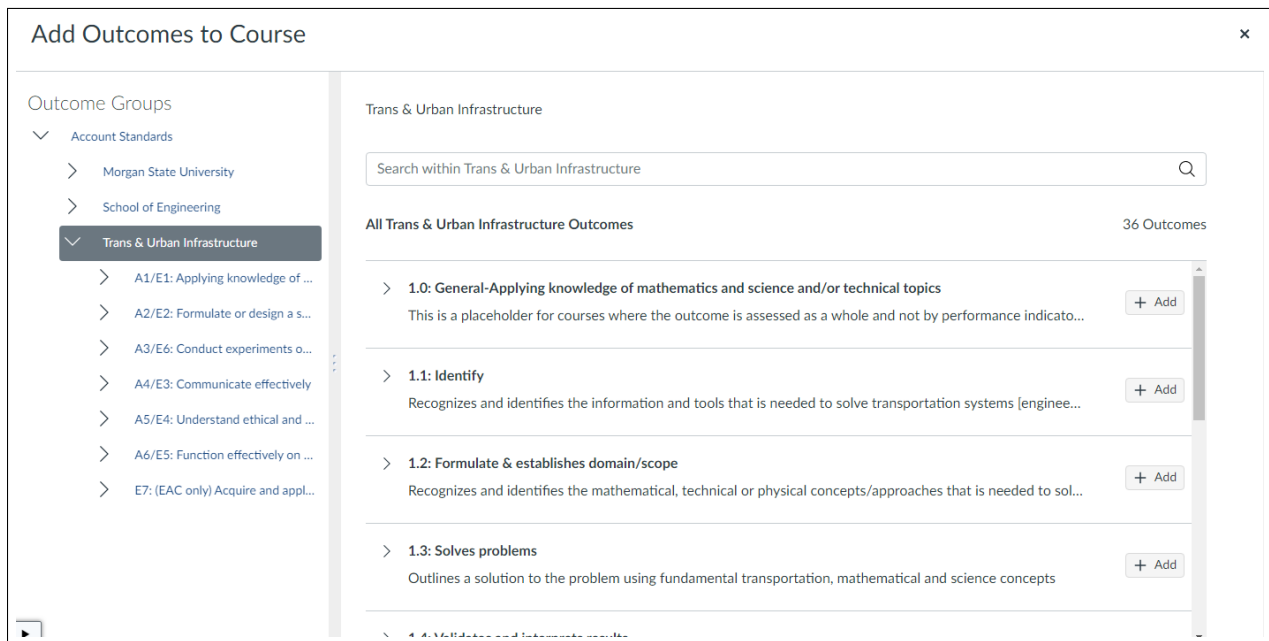 Add Outcomes to Course
×
Outcome Groups
Account Standards
Morgan State University
School of Engineering
Trans & Urban Infrastructure
A1/E1: Applying knowledge of ...
A2/E2: Formulate or design a s...
A3/E6: Conduct experiments o...
A4/E3: Communicate effectively
A5/E4: Understand ethical and ...
A6/E5: Function effectively on ...
E7: (EAC only) Acquire and appl...
Trans & Urban Infrastructure
Search within Trans & Urban Infrastructure
All Trans & Urban Infrastructure Outcomes
36 Outcomes
1.0: General-Applying knowledge of mathematics and science and/or technical topics
+ Add
This is a placeholder for courses where the outcome is assessed as a whole and not by performance indicato...
1.1: Identify
+ Add
Recognizes and identifies the information and tools that is needed to solve transportation systems [enginee...
1.2: Formulate & establishes domain/scope
+ Add
Recognizes and identifies the mathematical, technical or physical concepts/approaches that is needed to sol...
1.3: Solves problems
+ Add
Outlines a solution to the problem using fundamental transportation, mathematical and science concepts
1.4: Validates and interprets results